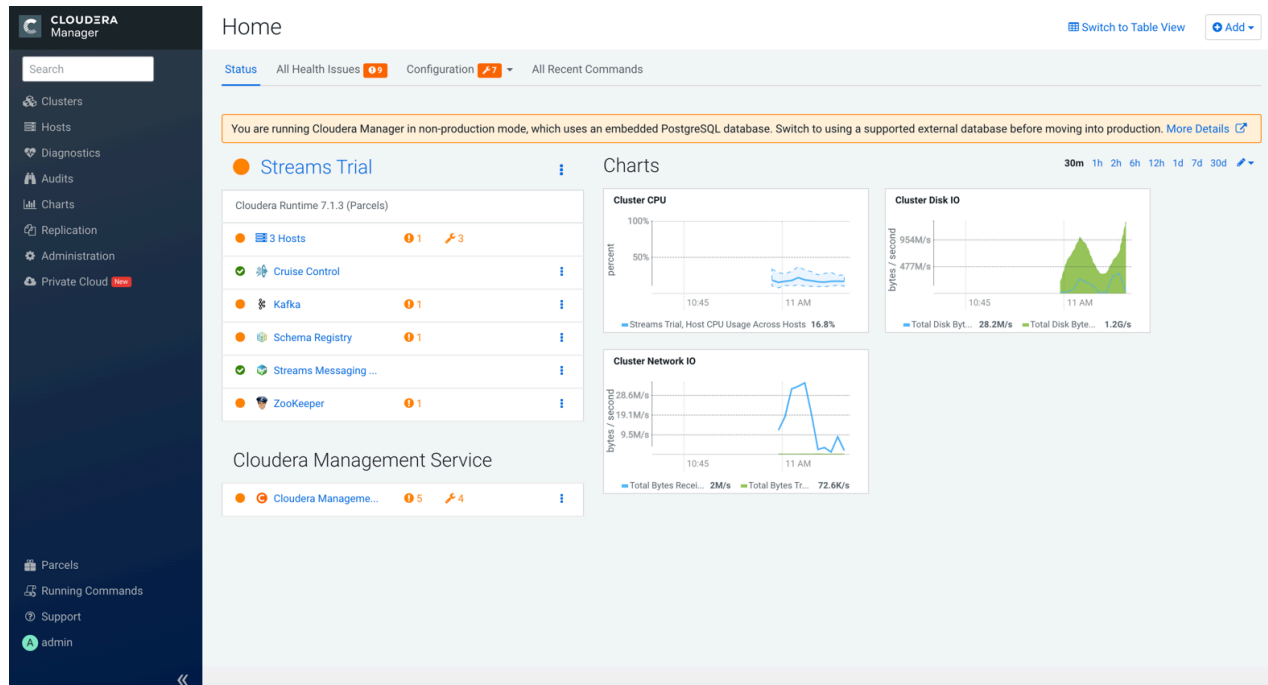 CLOUDERA
Manager
Search
Clusters
Hosts
Diagnostics
Audits
Charts
Replication
Administration
Private Cloud New
Parcels
Running Commands
Support
A admin
Home
Switch to Table View
Add
Status All Health Issues 9 Configuration 7 All Recent Commands
You are running Cloudera Manager in non-production mode, which uses an embedded PostgreSQL database. Switch to using a supported external database before moving into production. More Details
Streams Trial
Cloudera Runtime 7.1.3 (Parcels)
3 Hosts 1 3
Cruise Control
Kafka 1
Schema Registry 1
Streams Messaging ...
ZooKeeper 1
Cloudera Management Service
Cloudera Manageme... 5 4
Charts
30m 1h 2h 6h 12h 1d 7d 30d
Cluster CPU
percent
100%
50%
10:45 11 AM
Streams Trial, Host CPU Usage Across Hosts 16.8%
Cluster Disk IO
bytes / second
954M/s
477M/s
10:45 11 AM
Total Disk Byt... 28.2M/s Total Disk Byte... 1.2G/s
Cluster Network IO
bytes / second
28.6M/s
19.1M/s
9.5M/s
10:45 11 AM
Total Bytes Recei... 2M/s Total Bytes Tr... 72.6K/s